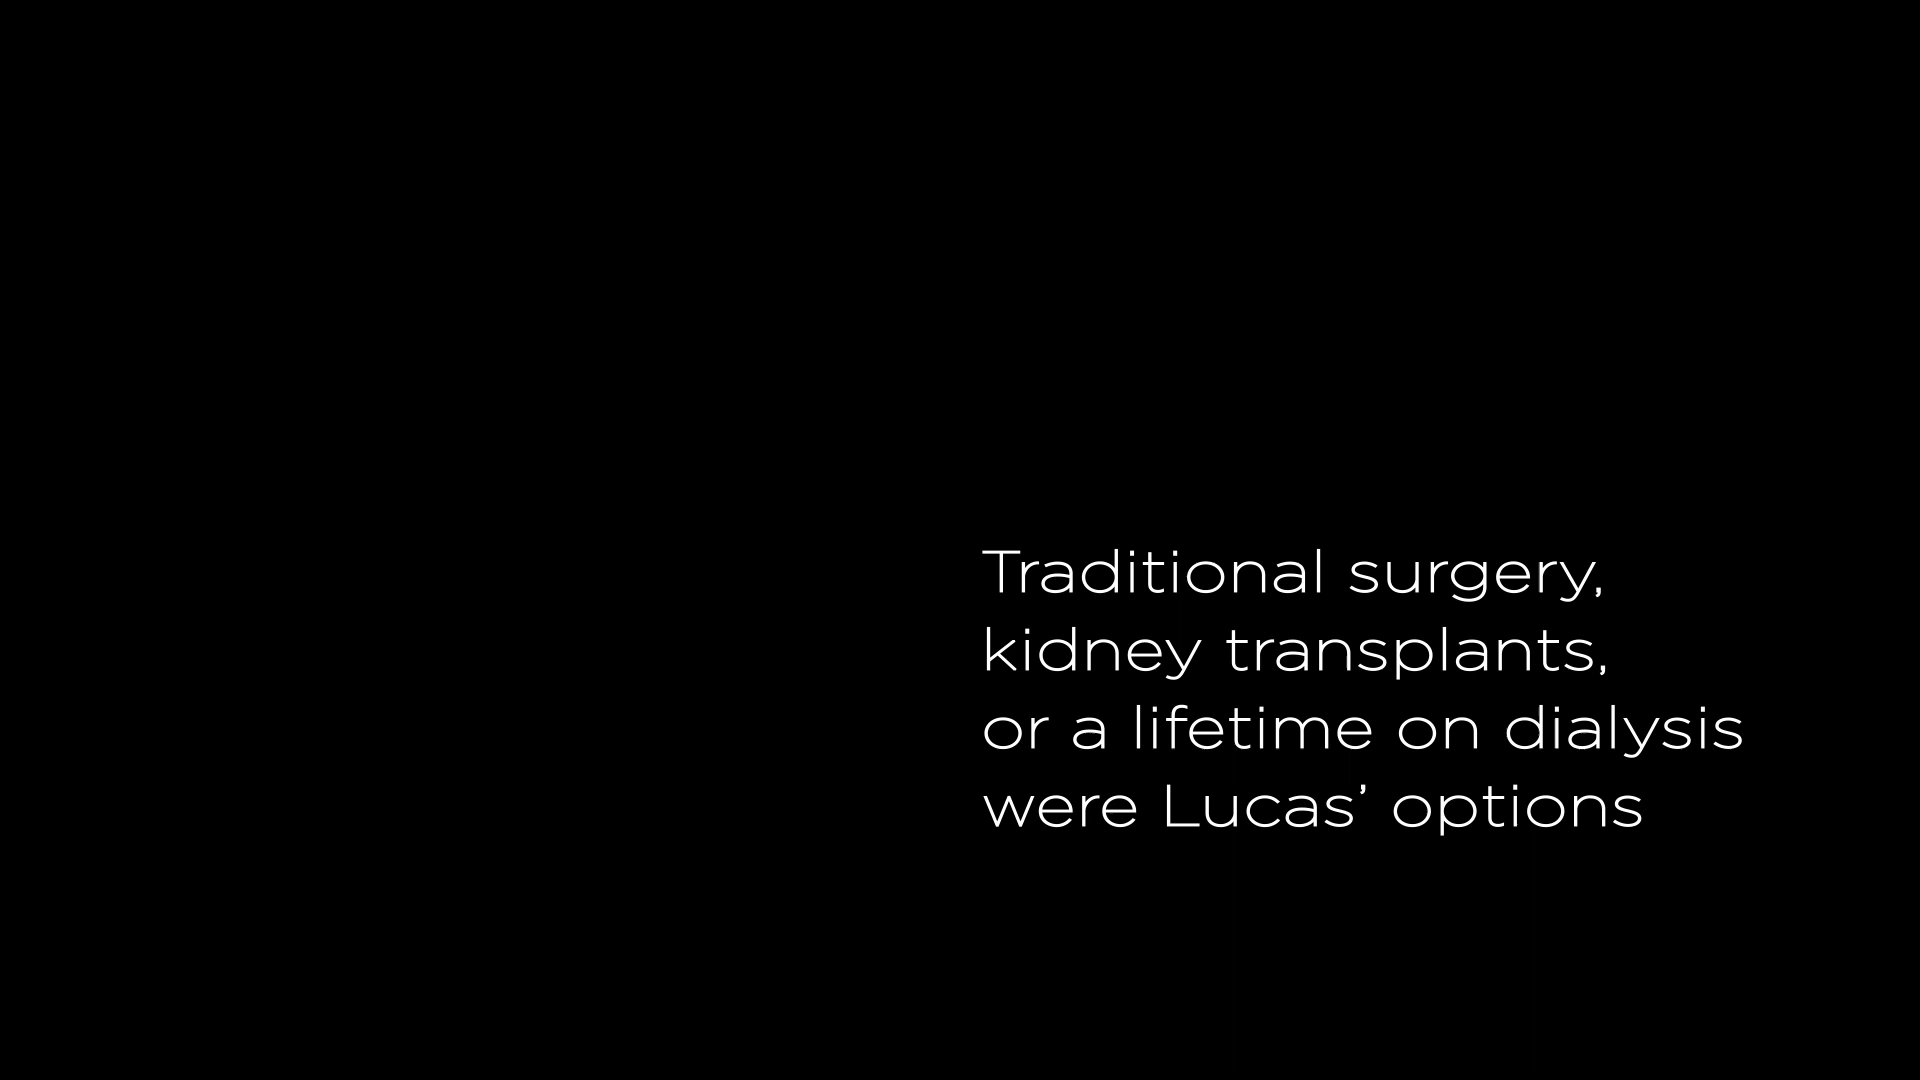 Traditional surgery,
kidney transplants,
or a lifetime on dialysis
were Lucas’ options